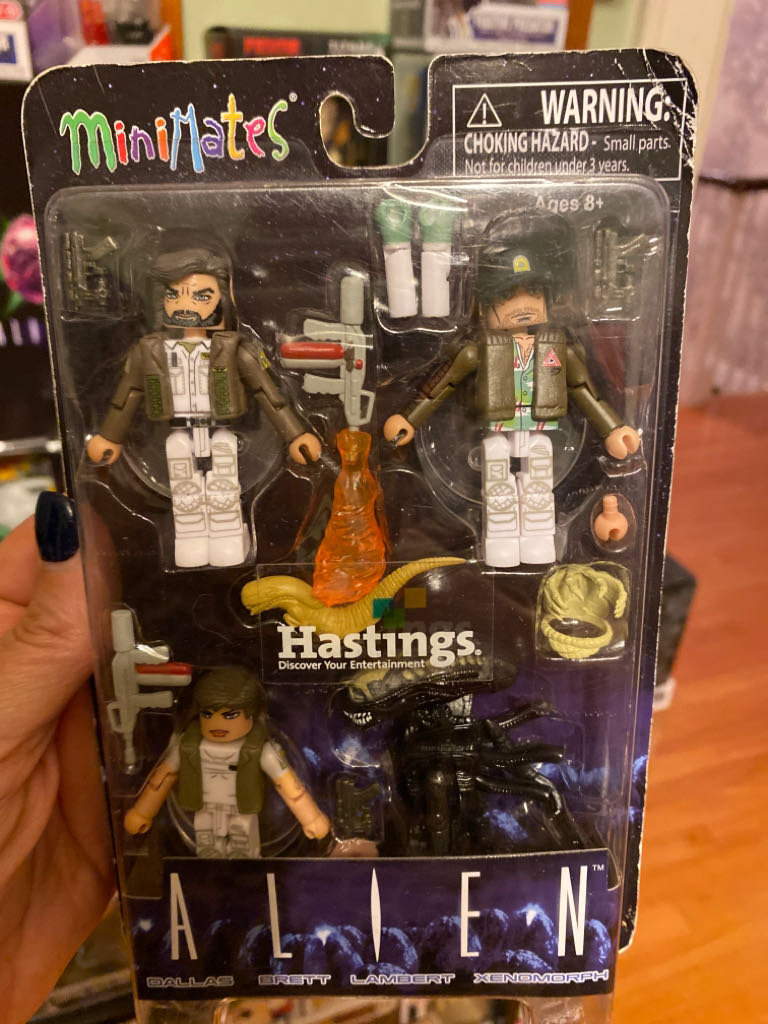 MiniMates®
WARNING:
CHOKING HAZARD - Small parts.
Not for children under 3 years.
Ages 8+
Hastings.
Discover Your Entertainment
ALIEN™
DALLAS BRETT LAMBERT XENOMORPH